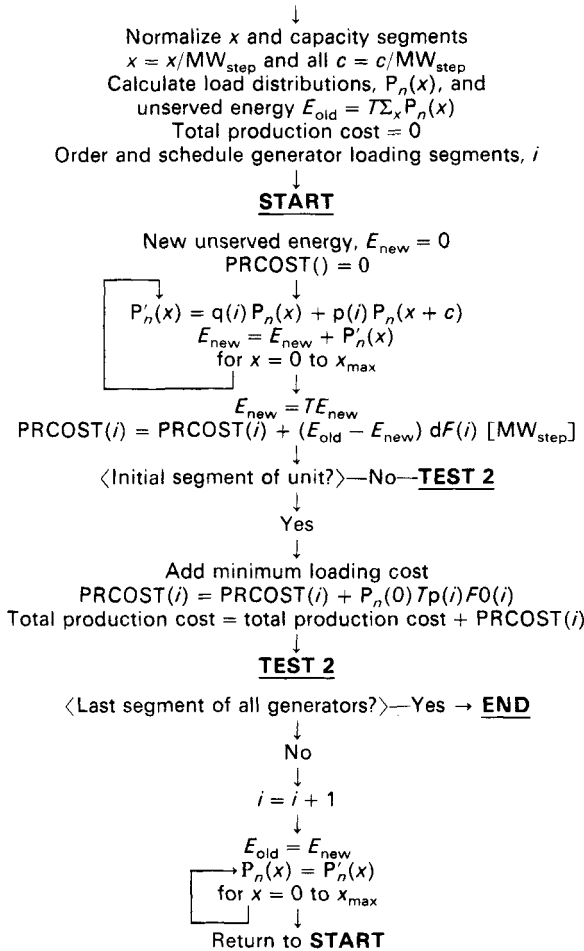 Normalize x and capacity segments
x = x/MW_step and all c = c/MW_step
Calculate load distributions, P_n(x), and
unserved energy E_old = TΣ_x P_n(x)
Total production cost = 0
Order and schedule generator loading segments, i
START
New unserved energy, E_new = 0
PRCOST() = 0
P′_n(x) = q(i) P_n(x) + p(i) P_n(x + c)
E_new = E_new + P′_n(x)
for x = 0 to x_max
E_new = TE_new
PRCOST(i) = PRCOST(i) + (E_old − E_new) dF(i) [MW_step]
⟨Initial segment of unit?⟩—No—TEST 2
Yes
Add minimum loading cost
PRCOST(i) = PRCOST(i) + P_n(0) Tp(i)F0(i)
Total production cost = total production cost + PRCOST(i)
TEST 2
⟨Last segment of all generators?⟩—Yes → END
No
i = i + 1
E_old = E_new
P_n(x) = P′_n(x)
for x = 0 to x_max
Return to START